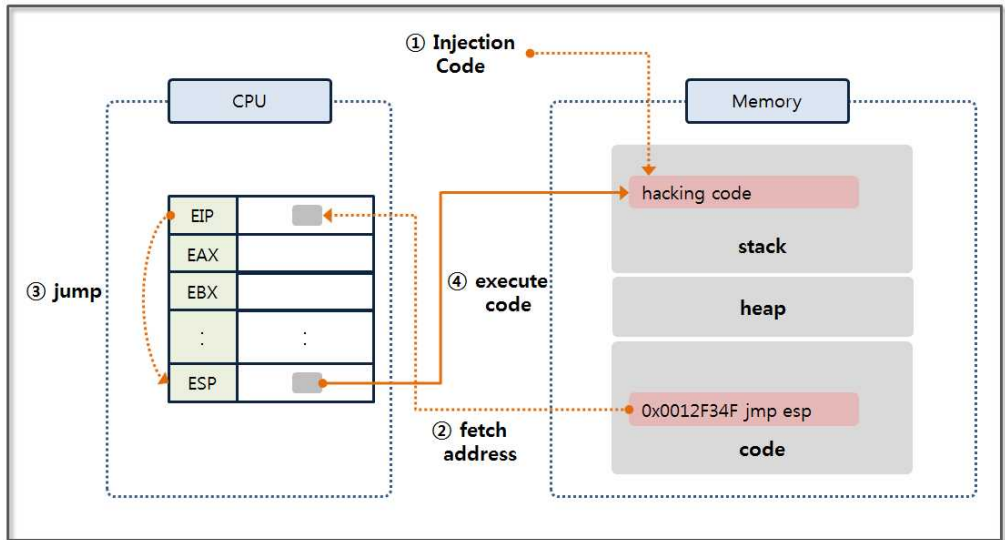 ① Injection
Code
CPU
Memory
hacking code
EIP
stack
EAX
③ jump
EBX
④ execute
code
heap
:
:
ESP
0x0012F34F jmp esp
② fetch
address
code